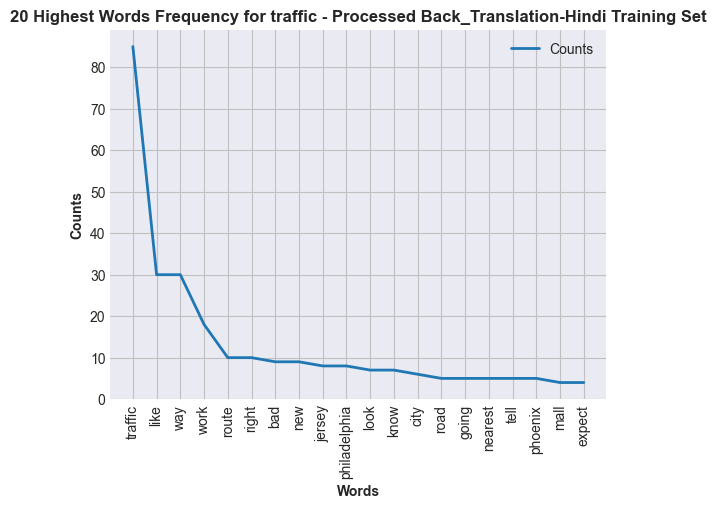 20 Highest Words Frequency for traffic - Processed Back_Translation-Hindi Training Set
Counts
80
70
60
50
40
30
20
10
0
Counts
traffic
like
way
work
route
right
bad
new
jersey
philadelphia
look
know
city
road
going
nearest
tell
phoenix
mall
expect
Words